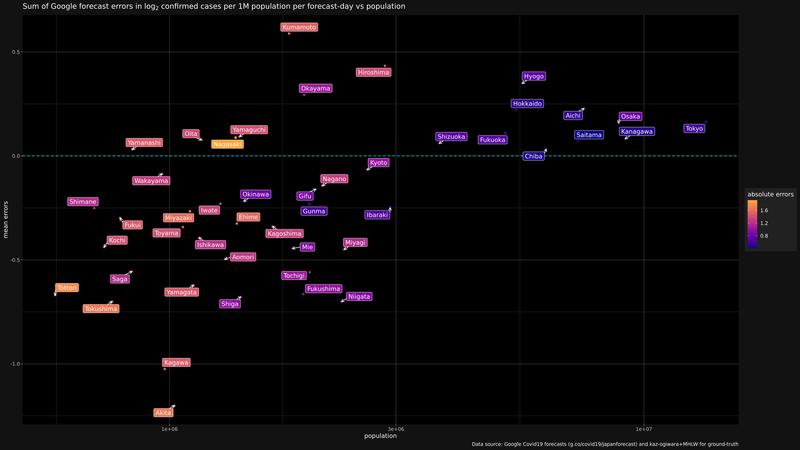 Sum of Google forecast errors in log2 confirmed cases per 1M population per forecast-day vs population
Kumamoto
0.5
Hiroshima
Hyogo
Okayama
Hokkaido
Aichi
Osaka
Tokyo
Yamaguchi
Oita
Kanagawa
Saitama
Shizuoka
Fukuoka
Yamanashi
Nagasaki
0.0
Chiba
Kyoto
Wakayama
Nagano
Okinawa
Gifu
Shimane
Iwate
Gunma
Ibaraki
Miyazaki
Ehime
Fukui
Toyama
Kagoshima
Kochi
Ishikawa
Mie
Miyagi
Aomori
-0.5
Saga
Tochigi
Tottori
Yamagata
Fukushima
Niigata
Tokushima
Shiga
-1.0
Kagawa
Akita
mean errors
1e+06
3e+06
1e+07
population
absolute errors
1.6
1.2
0.8
Data source: Google Covid19 forecasts (g.co/covid19/japanforecast) and kaz-ogiwara+MHLW for ground-truth